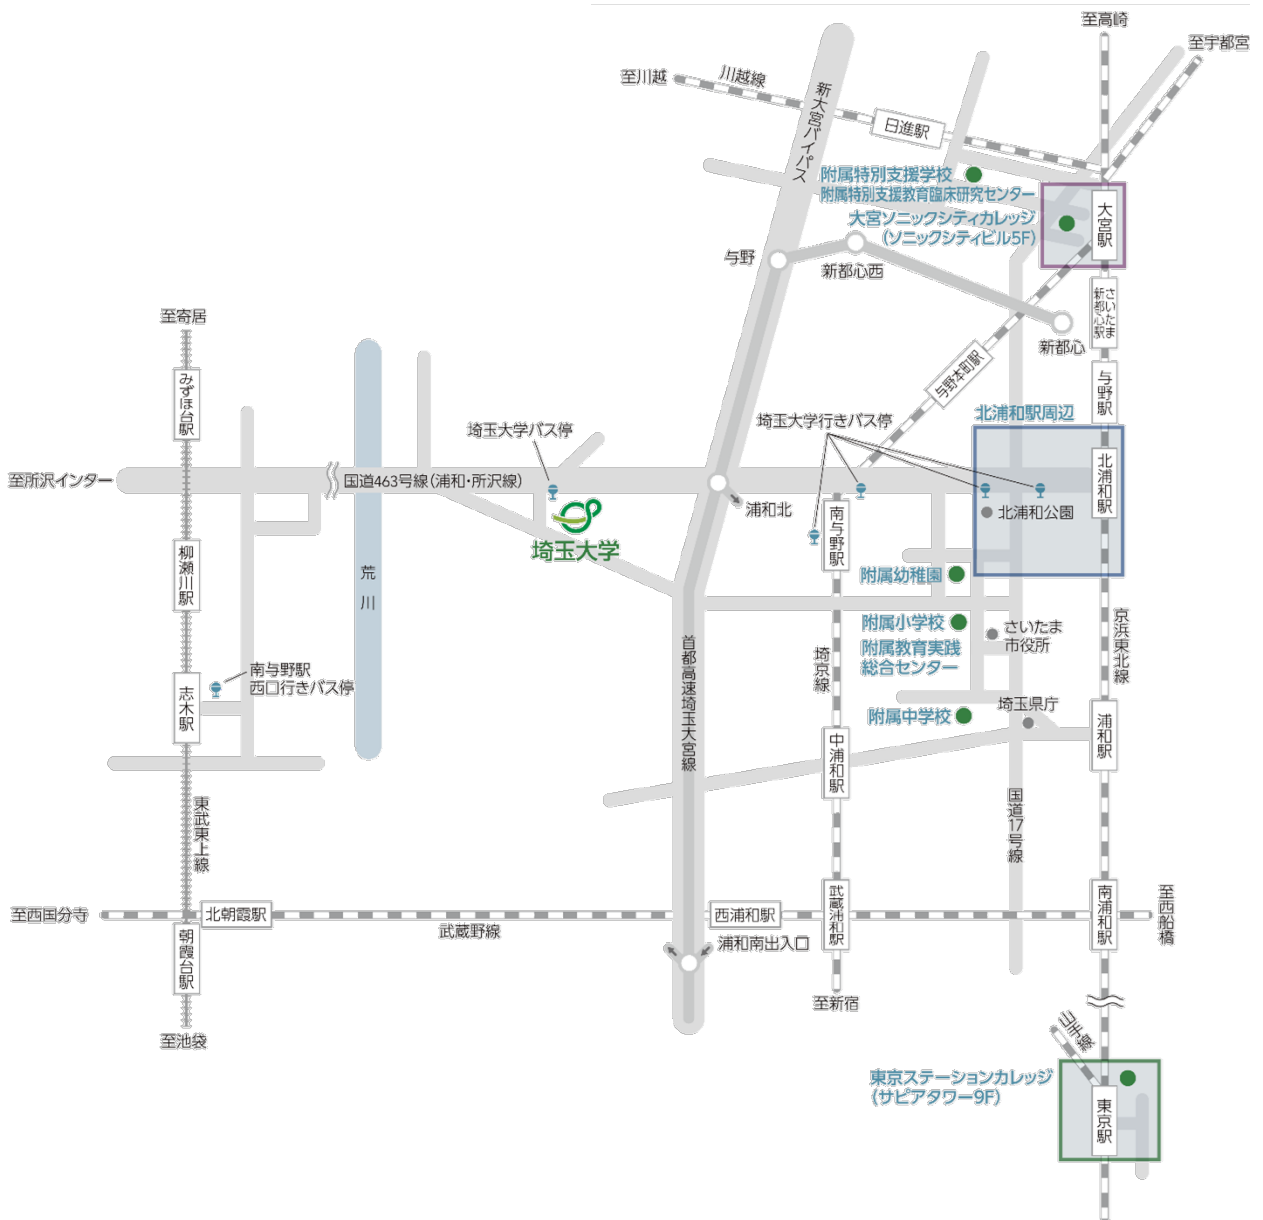 至高崎
至宇都宮
至川越
川越線
日進駅
新大宮バイパス
附属特別支援学校
附属特別支援教育臨床研究センター
大宮ソニックシティカレッジ
(ソニックシティビル5F)
大宮駅
与野
新都心西
新都心
さいたま
新都心駅
与野本町駅
与野駅
至寄居
みずほ台駅
埼玉大学バス停
埼玉大学行きバス停
北浦和駅周辺
至所沢インター
国道463号線(浦和・所沢線)
浦和北
北浦和駅
北浦和公園
南与野駅
埼玉大学
柳瀬川駅
荒川
附属幼稚園
附属小学校
附属教育実践
総合センター
さいたま
市役所
京浜東北線
首都高速埼玉大宮線
埼京線
南与野駅
西口行きバス停
志木駅
附属中学校
埼玉県庁
浦和駅
中浦和駅
東武東上線
国道17号線
至西国分寺
北朝霞駅
武蔵野線
西浦和駅
武蔵浦和駅
南浦和駅
至西船橋
朝霞台駅
浦和南出入口
至新宿
至池袋
山手線
東京ステーションカレッジ
(サピアタワー9F)
東京駅